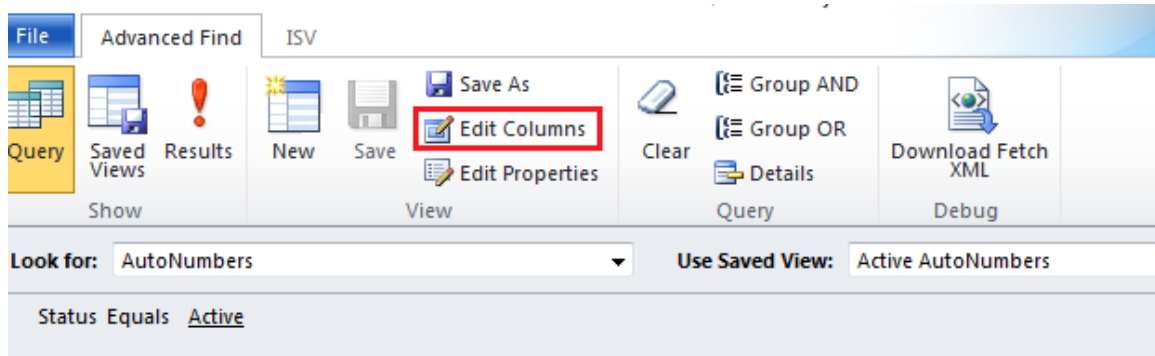 File Advanced Find ISV
Save As Group AND
Edit Columns Group OR
Query Saved Views Results New Save Clear Download Fetch XML
Edit Properties Details
Show View Query Debug
Look for: AutoNumbers Use Saved View: Active AutoNumbers
Status Equals Active